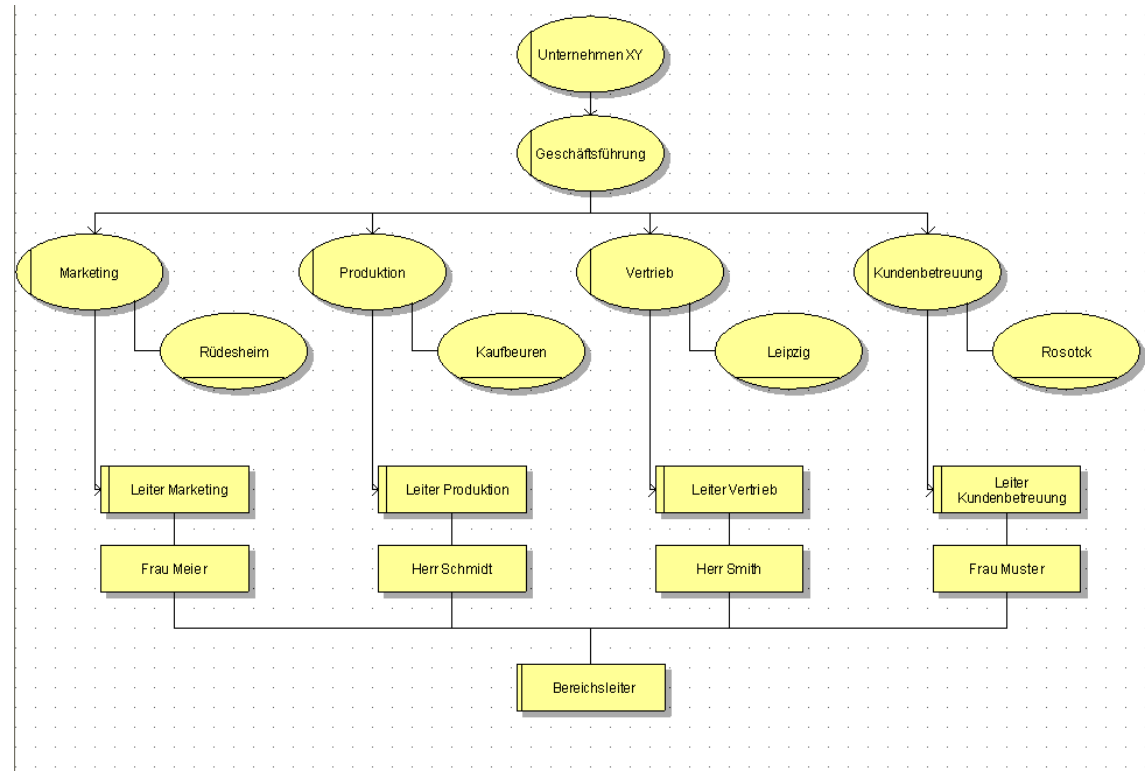 Unternehmen XY
Geschäftsführung
Marketing
Produktion
Vertrieb
Kundenbetreuung
Rüdesheim
Kaufbeuren
Leipzig
Rosotck
Leiter Marketing
Leiter Produktion
Leiter Vertrieb
Leiter
Kundenbetreuung
Frau Meier
Herr Schmidt
Herr Smith
Frau Muster
Bereichsleiter